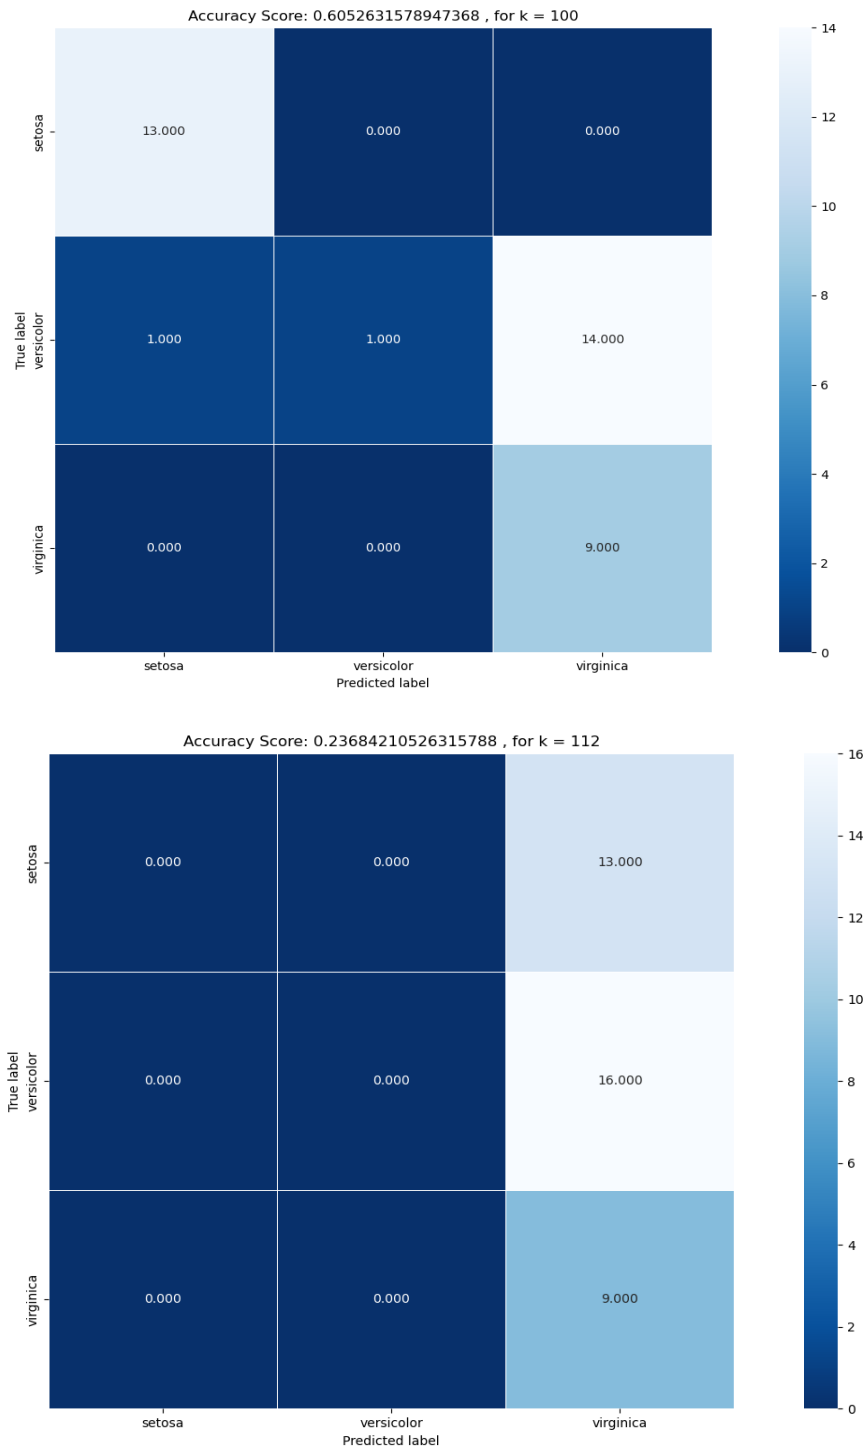 Accuracy Score: 0.6052631578947368 , for k = 100
14
12
10
8
6
4
2
0
True label
setosa
13.000 0.000 0.000
versicolor
1.000 1.000 14.000
virginica
0.000 0.000 9.000
setosa versicolor virginica
Predicted label
Accuracy Score: 0.23684210526315788 , for k = 112
16
14
12
10
8
6
4
2
0
True label
setosa
0.000 0.000 13.000
versicolor
0.000 0.000 16.000
virginica
0.000 0.000 9.000
setosa versicolor virginica
Predicted label